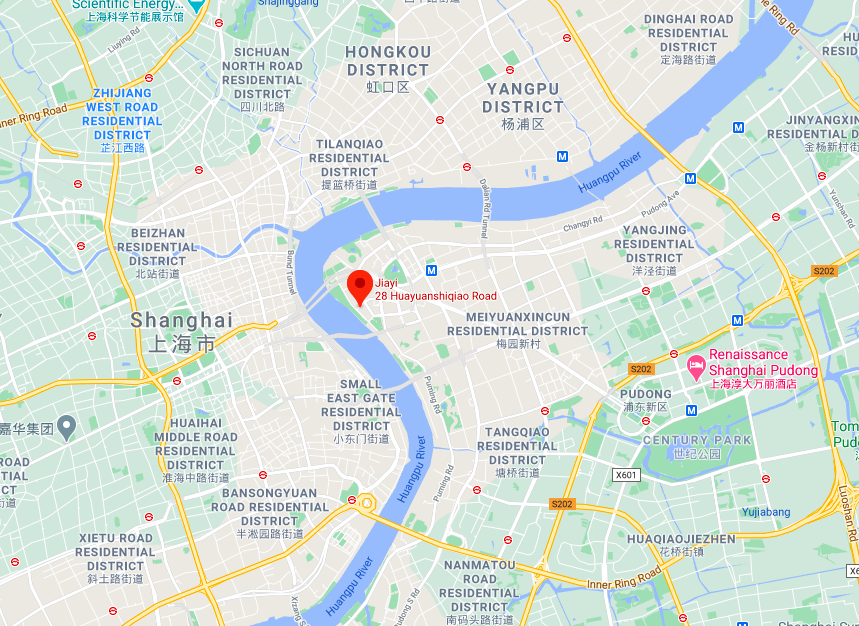 Shajinggang
Scientific Energy...
上海科学节能展示馆
Liuying Rd
DINGHAI ROAD
RESIDENTIAL
DISTRICT
定海路街道
HONGKOU
DISTRICT
虹口区
SICHUAN
NORTH ROAD
RESIDENTIAL
DISTRICT
四川北路
YANGPU
DISTRICT
杨浦区
ZHIJIANG
WEST ROAD
RESIDENTIAL
DISTRICT
芷江西路
ner Ring Road
ne Ring Rd
JINYANGXIN
RESIDENTIAL
DISTRICT
金杨新村街
TILANQIAO
RESIDENTIAL
DISTRICT
提篮桥街道
M
M
M
Huangpu River
Dalian Rd Tunnel
Pudong Ave
Yunshan Rd
Changyi Rd
BEIZHAN
RESIDENTIAL
DISTRICT
北站街道
YANGJING
RESIDENTIAL
DISTRICT
洋泾街道
Bund Tunnel
M
S202
Jiayi
28 Huayuanshiqiao Road
Shanghai
上海市
MEIYUANXINCUN
RESIDENTIAL DISTRICT
梅园新村
M
S202
Renaissance
Shanghai Pudong
上海淳大万丽酒店
SMALL
EAST GATE
RESIDENTIAL
DISTRICT
小东门街道
Puming Rd
PUDONG
浦东新区
M
嘉华集团
HUAIHAI
MIDDLE ROAD
RESIDENTIAL
DISTRICT
淮海中路街道
TANGQIAO
RESIDENTIAL
DISTRICT
塘桥街道
CENTURY PARK
世纪公园
Tom
Pud
X601
Huangpu River
Puming Rd
BANSONGYUAN
ROAD RESIDENTIAL
DISTRICT
半淞园路街道
S202
Yujiabang
Luoshan Rd
XIETU ROAD
RESIDENTIAL
DISTRICT
斜土路街道
HUAQIAOJIEZHEN
花桥街镇
NANMATOU
ROAD
RESIDENTIAL
DISTRICT
南码头路街道
Inner Ring Road
Huangpu River
Pudong S Rd
M